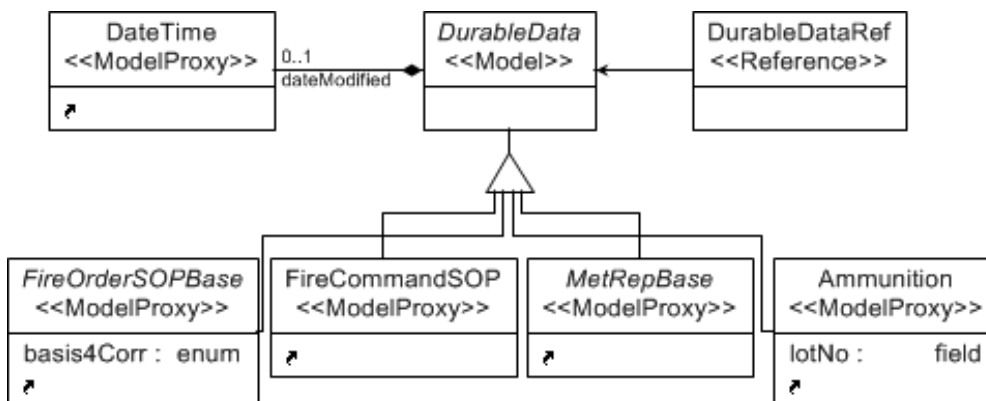 DateTime
<<ModelProxy>>
0..1
dateModified
DurableData
<<Model>>
DurableDataRef
<<Reference>>
FireOrderSOPBase
<<ModelProxy>>
basis4Corr : enum
FireCommandSOP
<<ModelProxy>>
MetRepBase
<<ModelProxy>>
Ammunition
<<ModelProxy>>
lotNo : field